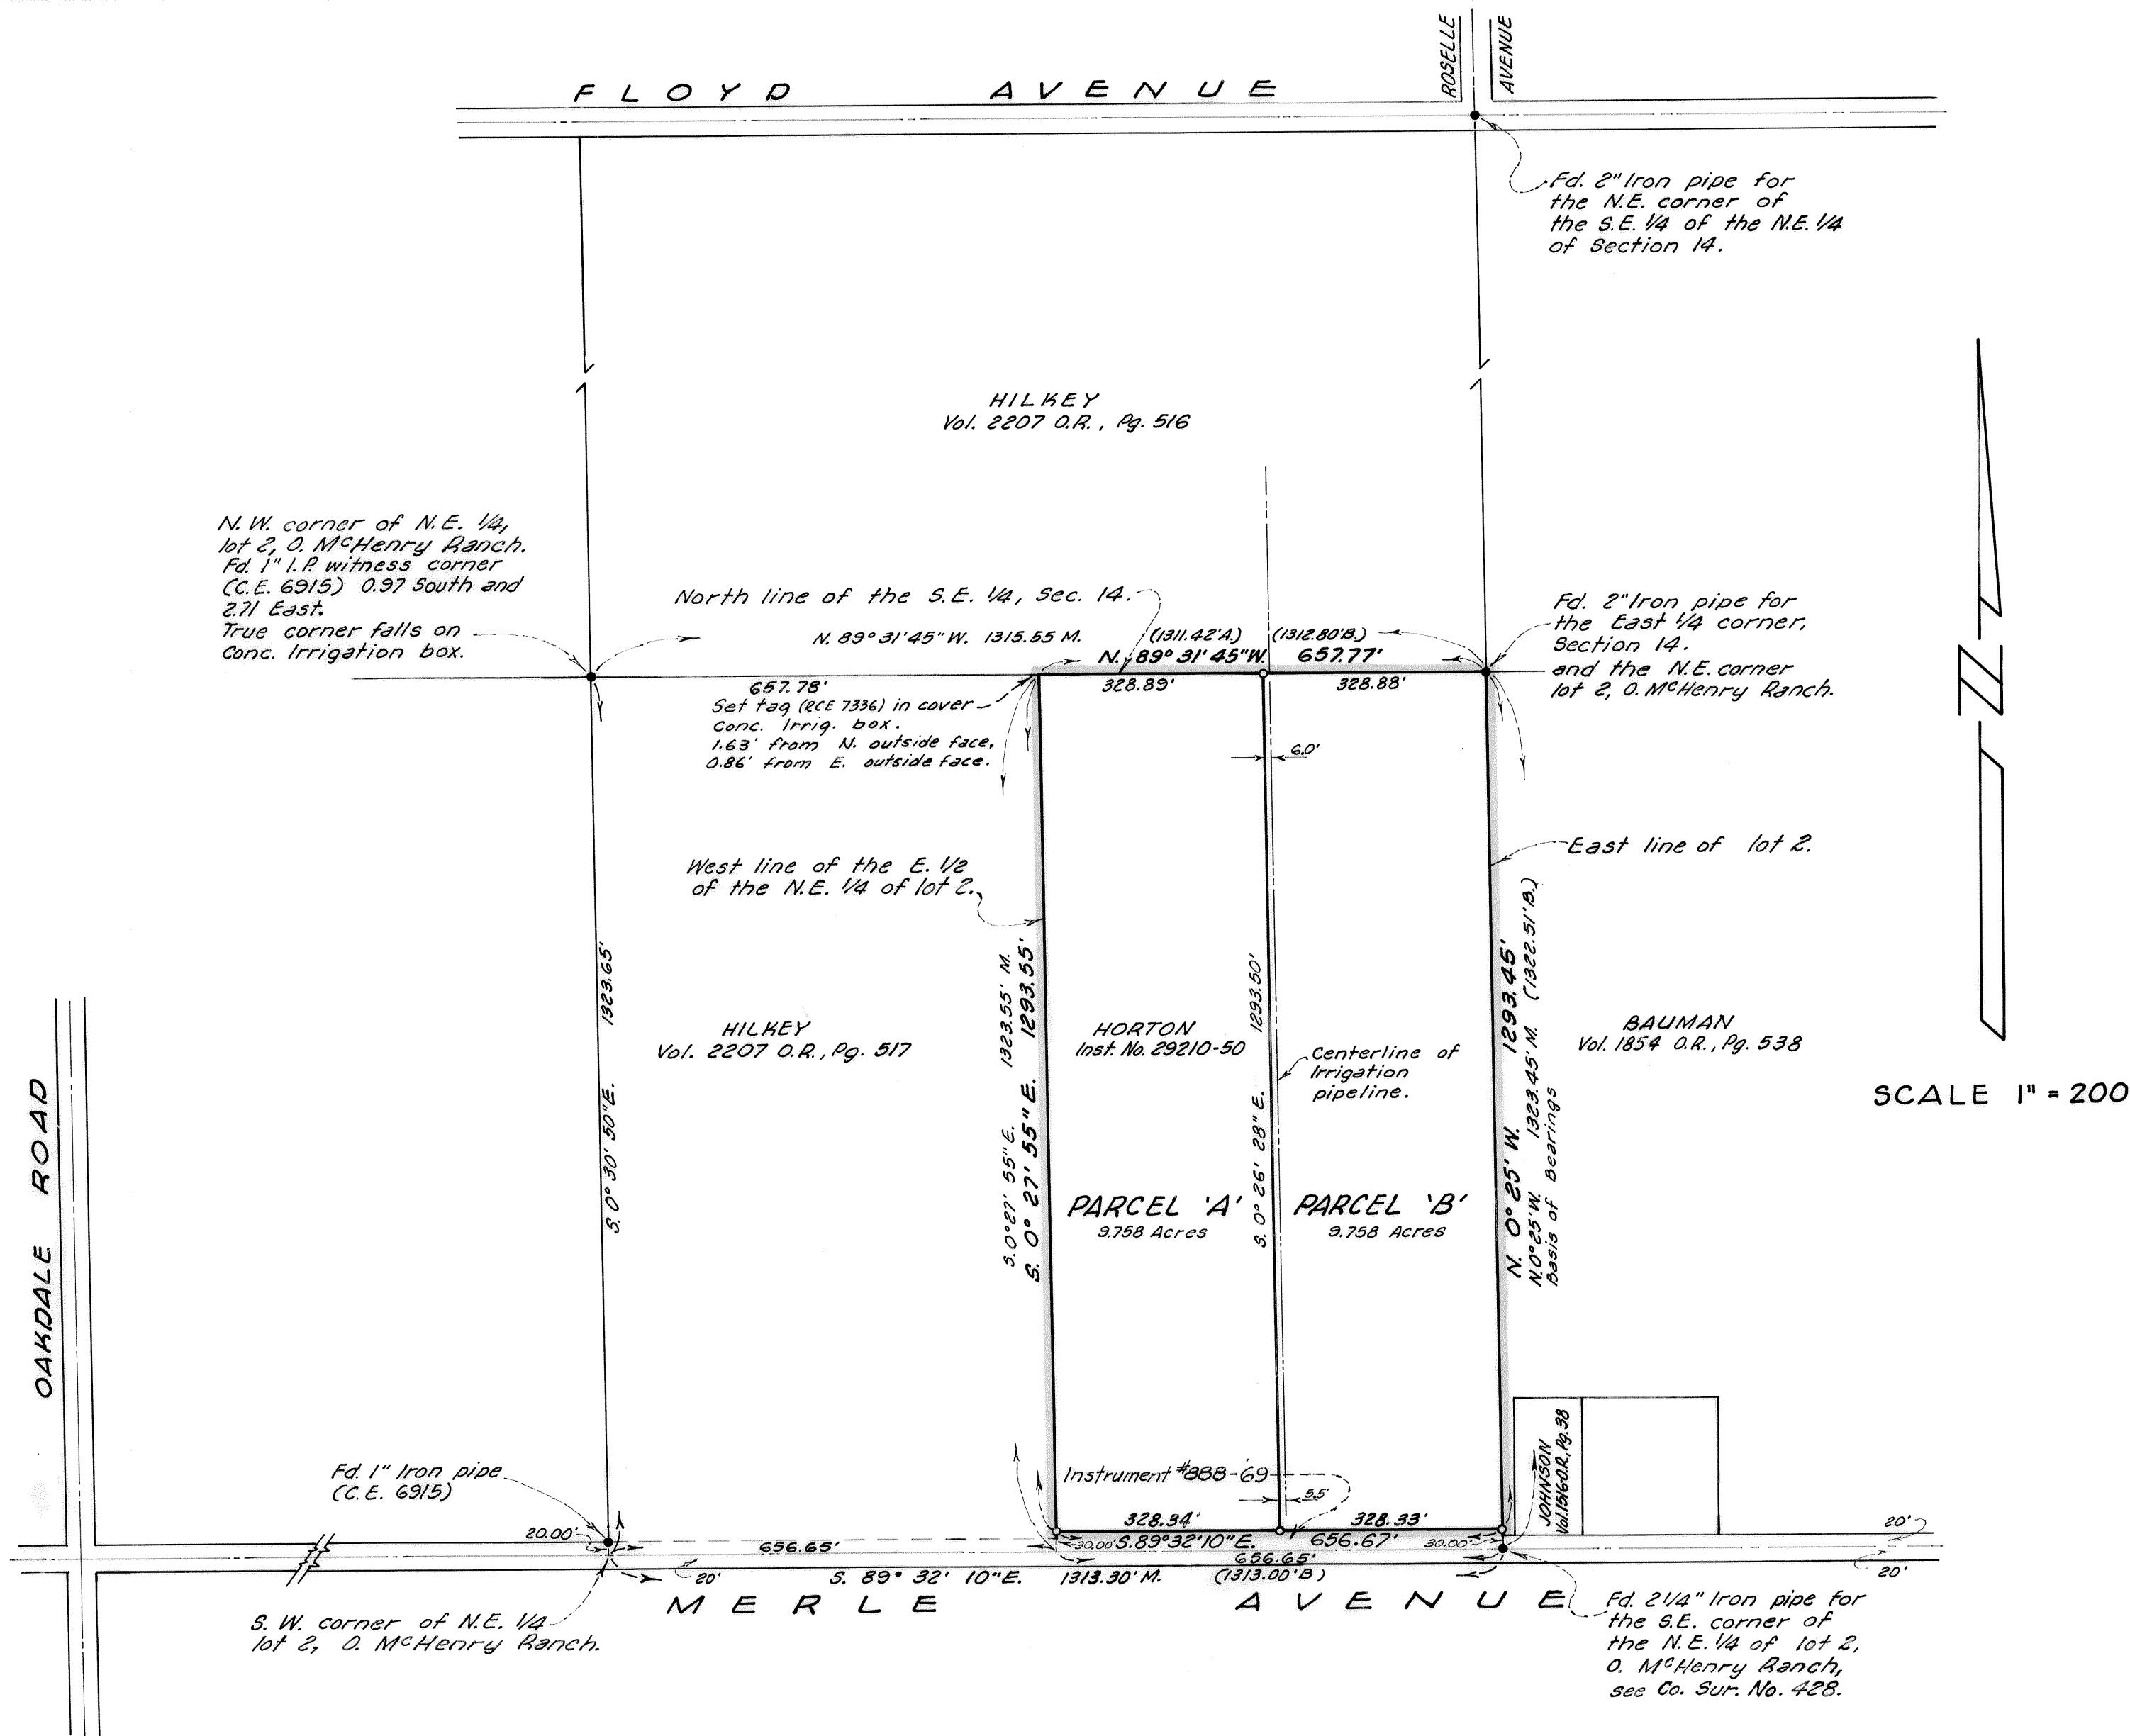 FLOYD AVENUE
ROSELLE
AVENUE
Fd. 2" Iron pipe for
the N.E. corner of
the S.E. 1/4 of the N.E. 1/4
of Section 14.
HILKEY
Vol. 2207 O.R., Pg. 516
N.W. corner of N.E. 1/4,
lot 2, O. McHenry Ranch.
Fd. 1" I.P. witness corner
(C.E. 6915) 0.97 South and
2.71 East.
True corner falls on
Conc. Irrigation box.
North line of the S.E. 1/4, Sec. 14.
N. 89° 31' 45" W. 1315.55 M. (1311.42'A.) (1312.80'B.)
N. 89° 31' 45" W. 657.77'
657.78'
328.89'
328.88'
Set tag (RCE 7336) in cover
Conc. Irrig. box.
1.63' from N. outside face,
0.86' from E. outside face.
Fd. 2" Iron pipe for
the East 1/4 corner,
Section 14.
and the N.E. corner
lot 2, O. McHenry Ranch.
6.0'
East line of lot 2.
West line of the E. 1/2
of the N.E. 1/4 of lot 2.
S. 0° 30' 50" E. 1323.65'
HILKEY
Vol. 2207 O.R., Pg. 517
S. 0° 27' 55" E. 1323.55' M.
S. 0° 27' 55" E. 1293.55'
HORTON
Inst. No. 29210-50
S. 0° 26' 28" E. 1293.50'
Centerline of
Irrigation
pipeline.
N. 0° 25' W. 1293.45'
N. 0° 25' W. 1323.45' M. (1322.51' B.)
Basis of Bearings
BAUMAN
Vol. 1854 O.R., Pg. 538
SCALE 1" = 200
PARCEL 'A'
9.758 Acres
PARCEL 'B'
9.758 Acres
OAKDALE ROAD
JOHNSON
Vol. 1516 O.R., Pg. 38
Fd. 1" Iron pipe
(C.E. 6915)
Instrument #888-'69
5.5'
328.34'
328.33'
20.00'
656.65'
30.00'
S. 89° 32' 10" E. 656.67'
30.00'
20'
656.65'
20'
S. 89° 32' 10" E. 1313.30' M. (1313.00' B)
20'
MERLE AVENUE
S.W. corner of N.E. 1/4
lot 2, O. McHenry Ranch.
Fd. 2 1/4" Iron pipe for
the S.E. corner of
the N.E. 1/4 of lot 2,
O. McHenry Ranch,
see Co. Sur. No. 428.